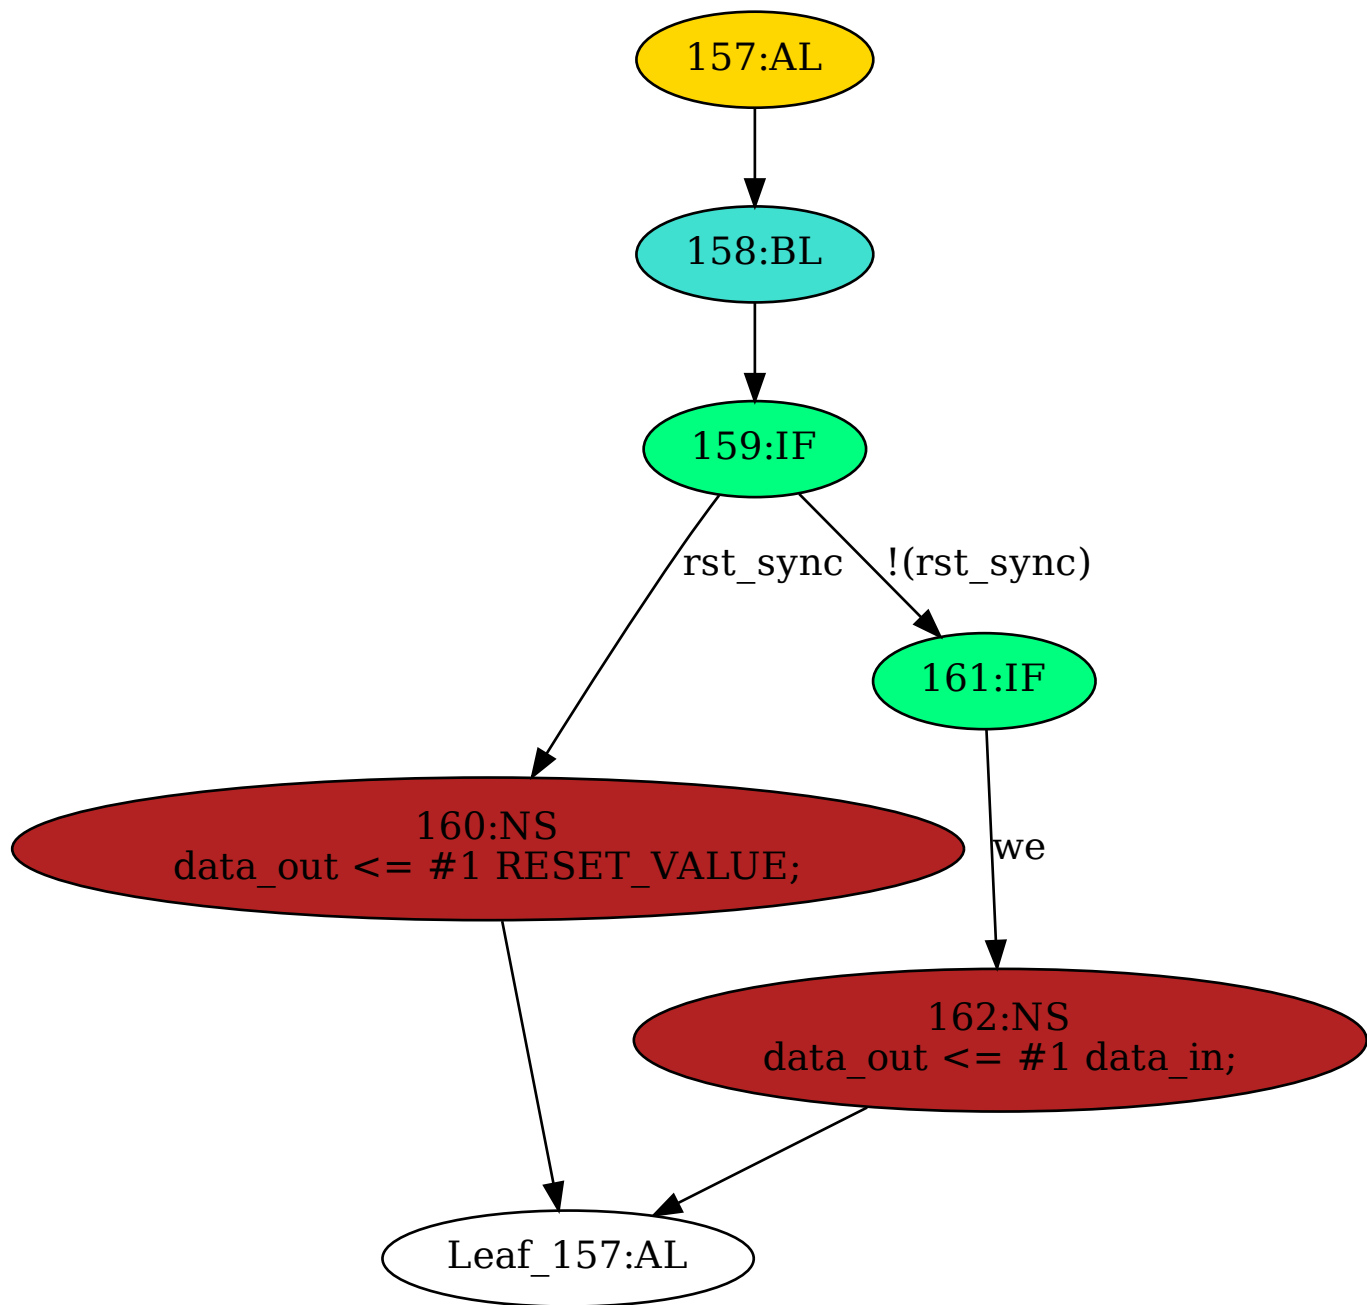 157:AL
158:BL
159:IF
rst_sync
!(rst_sync)
161:IF
160:NS
data_out <= #1 RESET_VALUE;
we
162:NS
data_out <= #1 data_in;
Leaf_157:AL